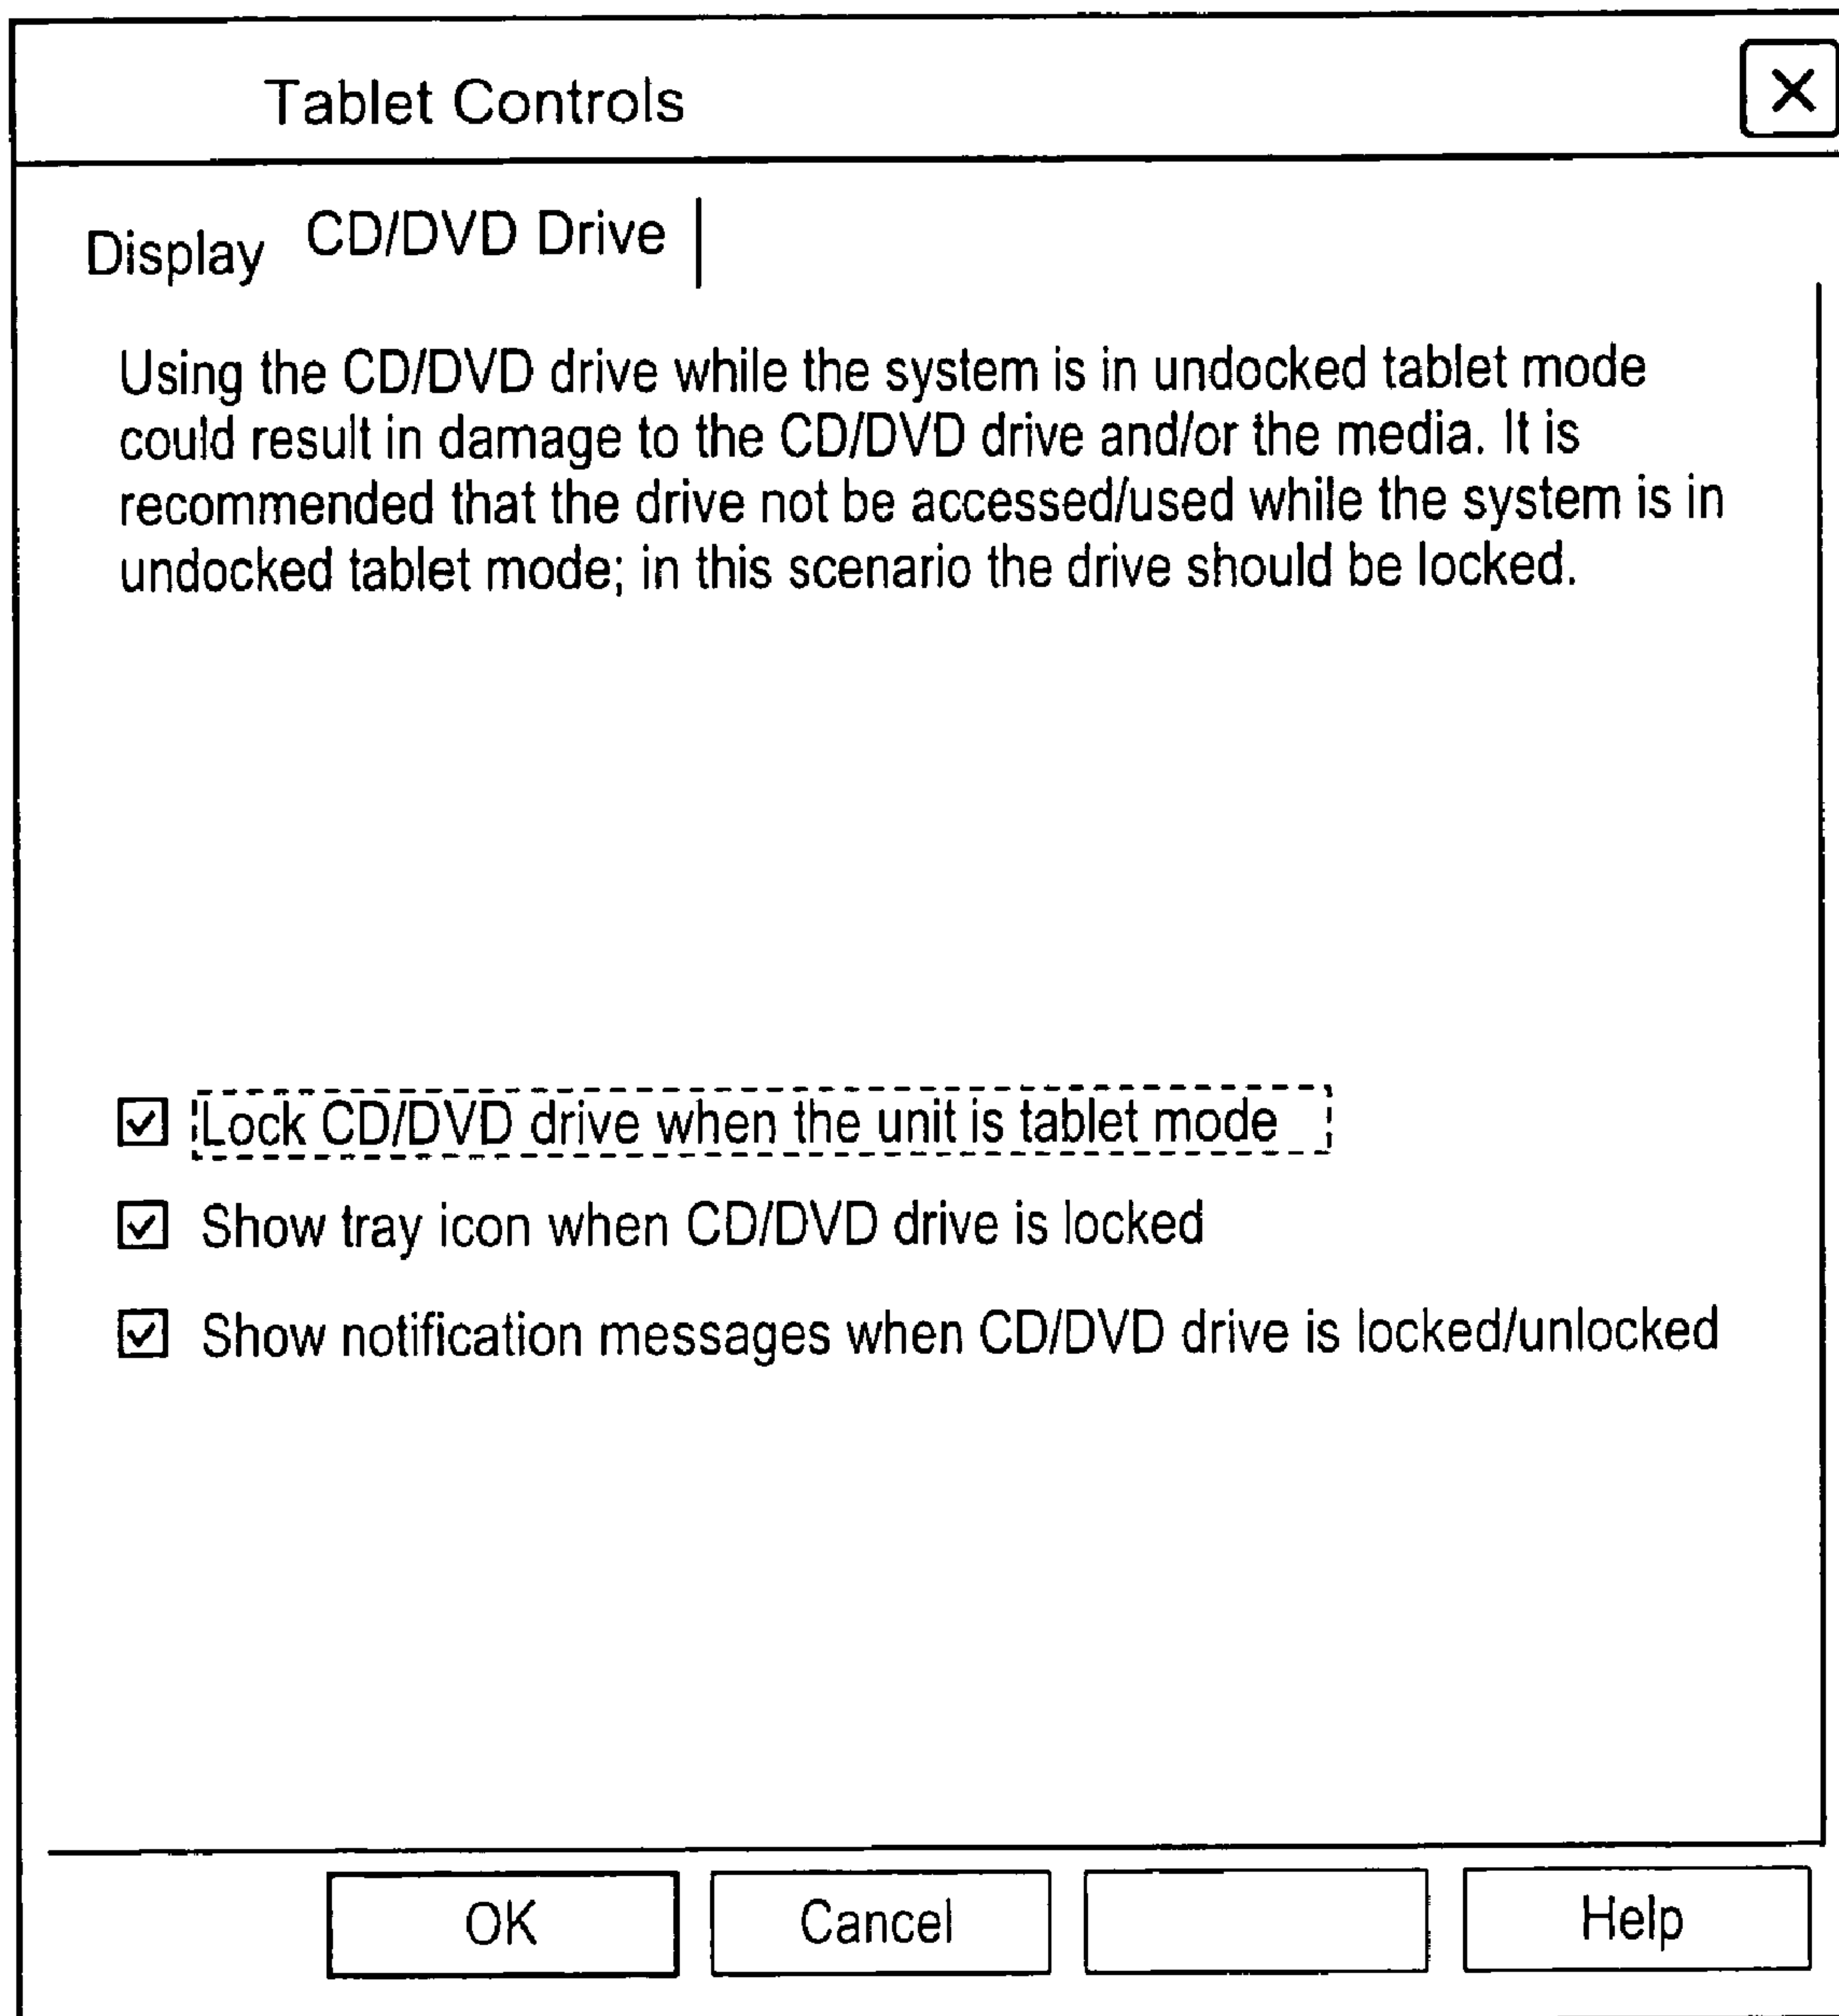 Tablet Controls
Display CD/DVD Drive
Using the CD/DVD drive while the system is in undocked tablet mode
could result in damage to the CD/DVD drive and/or the media. It is
recommended that the drive not be accessed/used while the system is in
undocked tablet mode; in this scenario the drive should be locked.
Lock CD/DVD drive when the unit is tablet mode
Show tray icon when CD/DVD drive is locked
Show notification messages when CD/DVD drive is locked/unlocked
OK Cancel Help